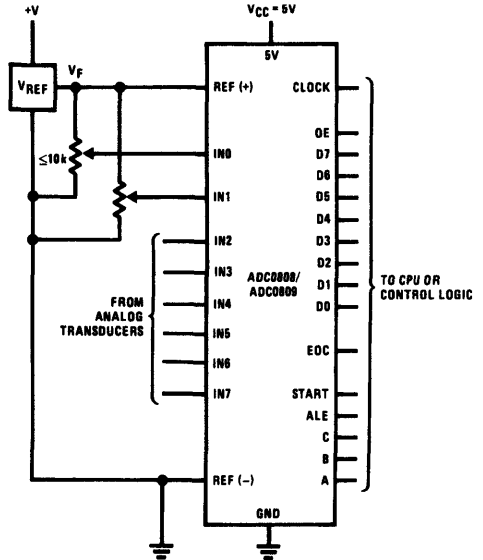 +V
VCC = 5V
5V
VREF
VF
REF (+)
CLOCK
OE
≤10k
IN0
D7
D6
IN1
D5
D4
IN2
D3
IN3
D2
ADC0808/
ADC0809
D1
TO CPU OR
CONTROL LOGIC
FROM
ANALOG
TRANSDUCERS
IN4
D0
IN5
EOC
IN6
IN7
START
ALE
C
B
REF (−)
A
GND